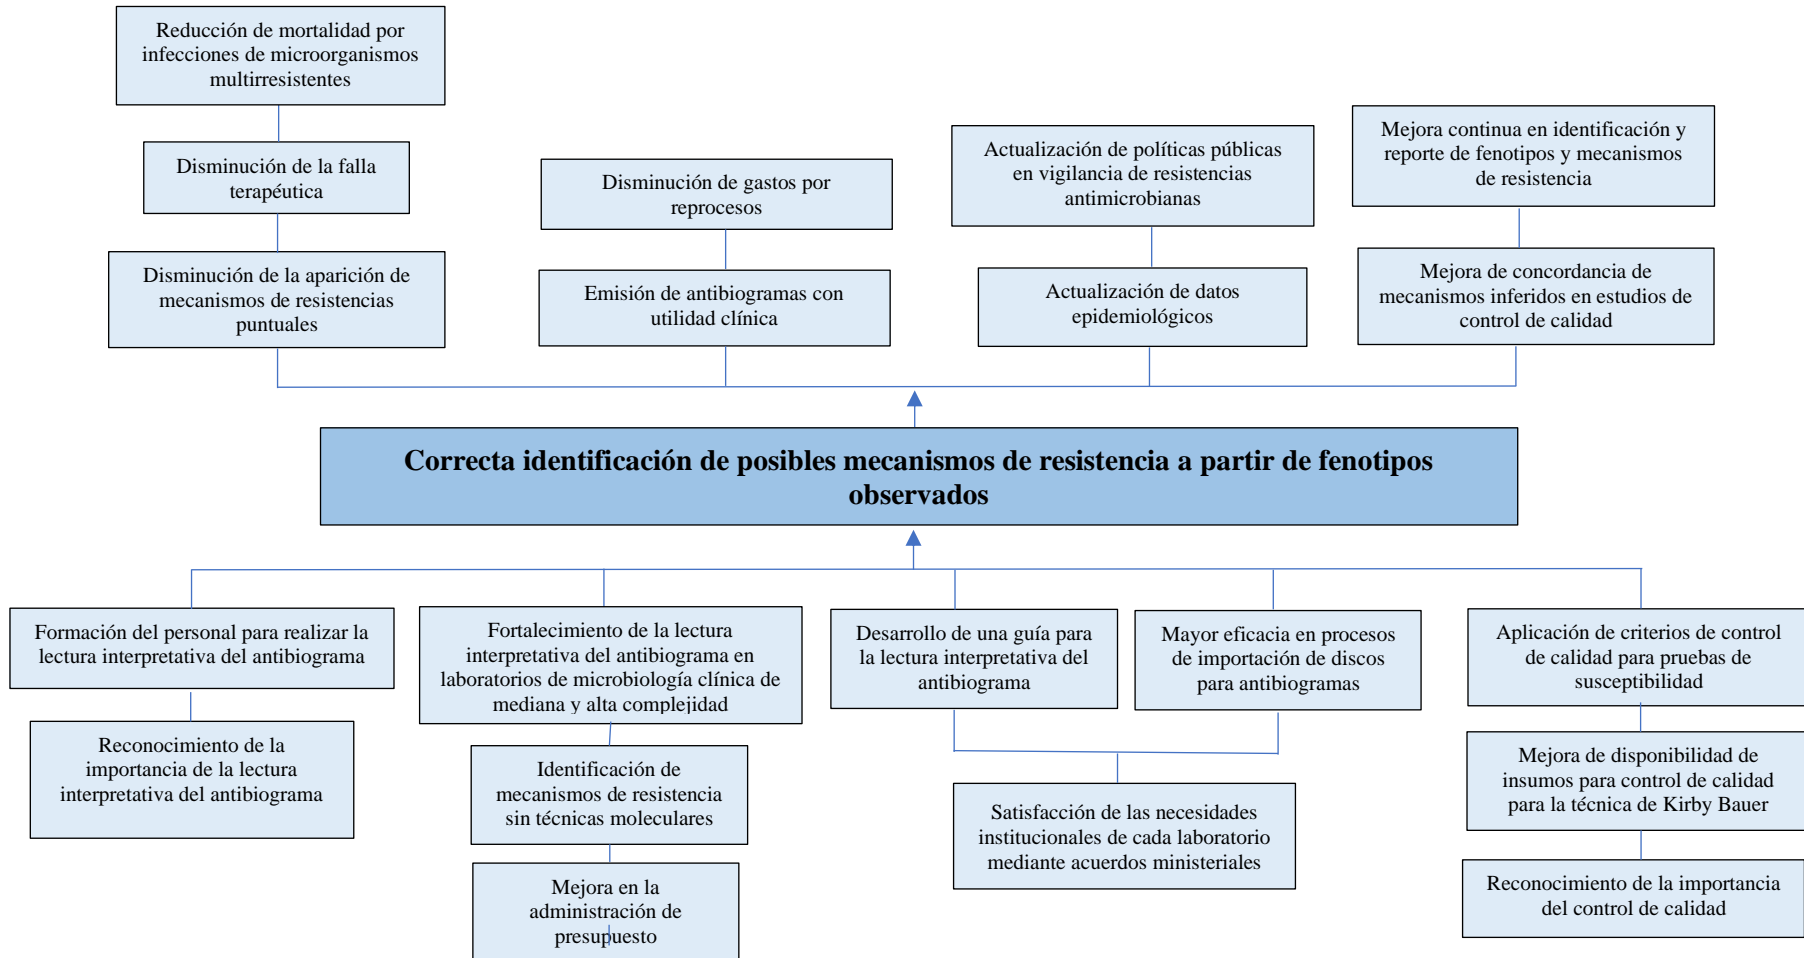 Reducción de mortalidad por
infecciones de microorganismos
multirresistentes
Disminución de la falla
terapéutica
Disminución de la aparición de
mecanismos de resistencias
puntuales
Disminución de gastos por
reprocesos
Emisión de antibiogramas con
utilidad clínica
Actualización de políticas públicas
en vigilancia de resistencias
antimicrobianas
Actualización de datos
epidemiológicos
Mejora continua en identificación y
reporte de fenotipos y mecanismos
de resistencia
Mejora de concordancia de
mecanismos inferidos en estudios de
control de calidad
Correcta identificación de posibles mecanismos de resistencia a partir de fenotipos
observados
Formación del personal para realizar la
lectura interpretativa del antibiograma
Reconocimiento de la
importancia de la lectura
interpretativa del antibiograma
Fortalecimiento de la lectura
interpretativa del antibiograma en
laboratorios de microbiología clínica de
mediana y alta complejidad
Identificación de
mecanismos de resistencia
sin técnicas moleculares
Mejora en la
administración de
presupuesto
Desarrollo de una guía para
la lectura interpretativa del
antibiograma
Mayor eficacia en procesos
de importación de discos
para antibiogramas
Satisfacción de las necesidades
institucionales de cada laboratorio
mediante acuerdos ministeriales
Aplicación de criterios de control
de calidad para pruebas de
susceptibilidad
Mejora de disponibilidad de
insumos para control de calidad
para la técnica de Kirby Bauer
Reconocimiento de la importancia
del control de calidad